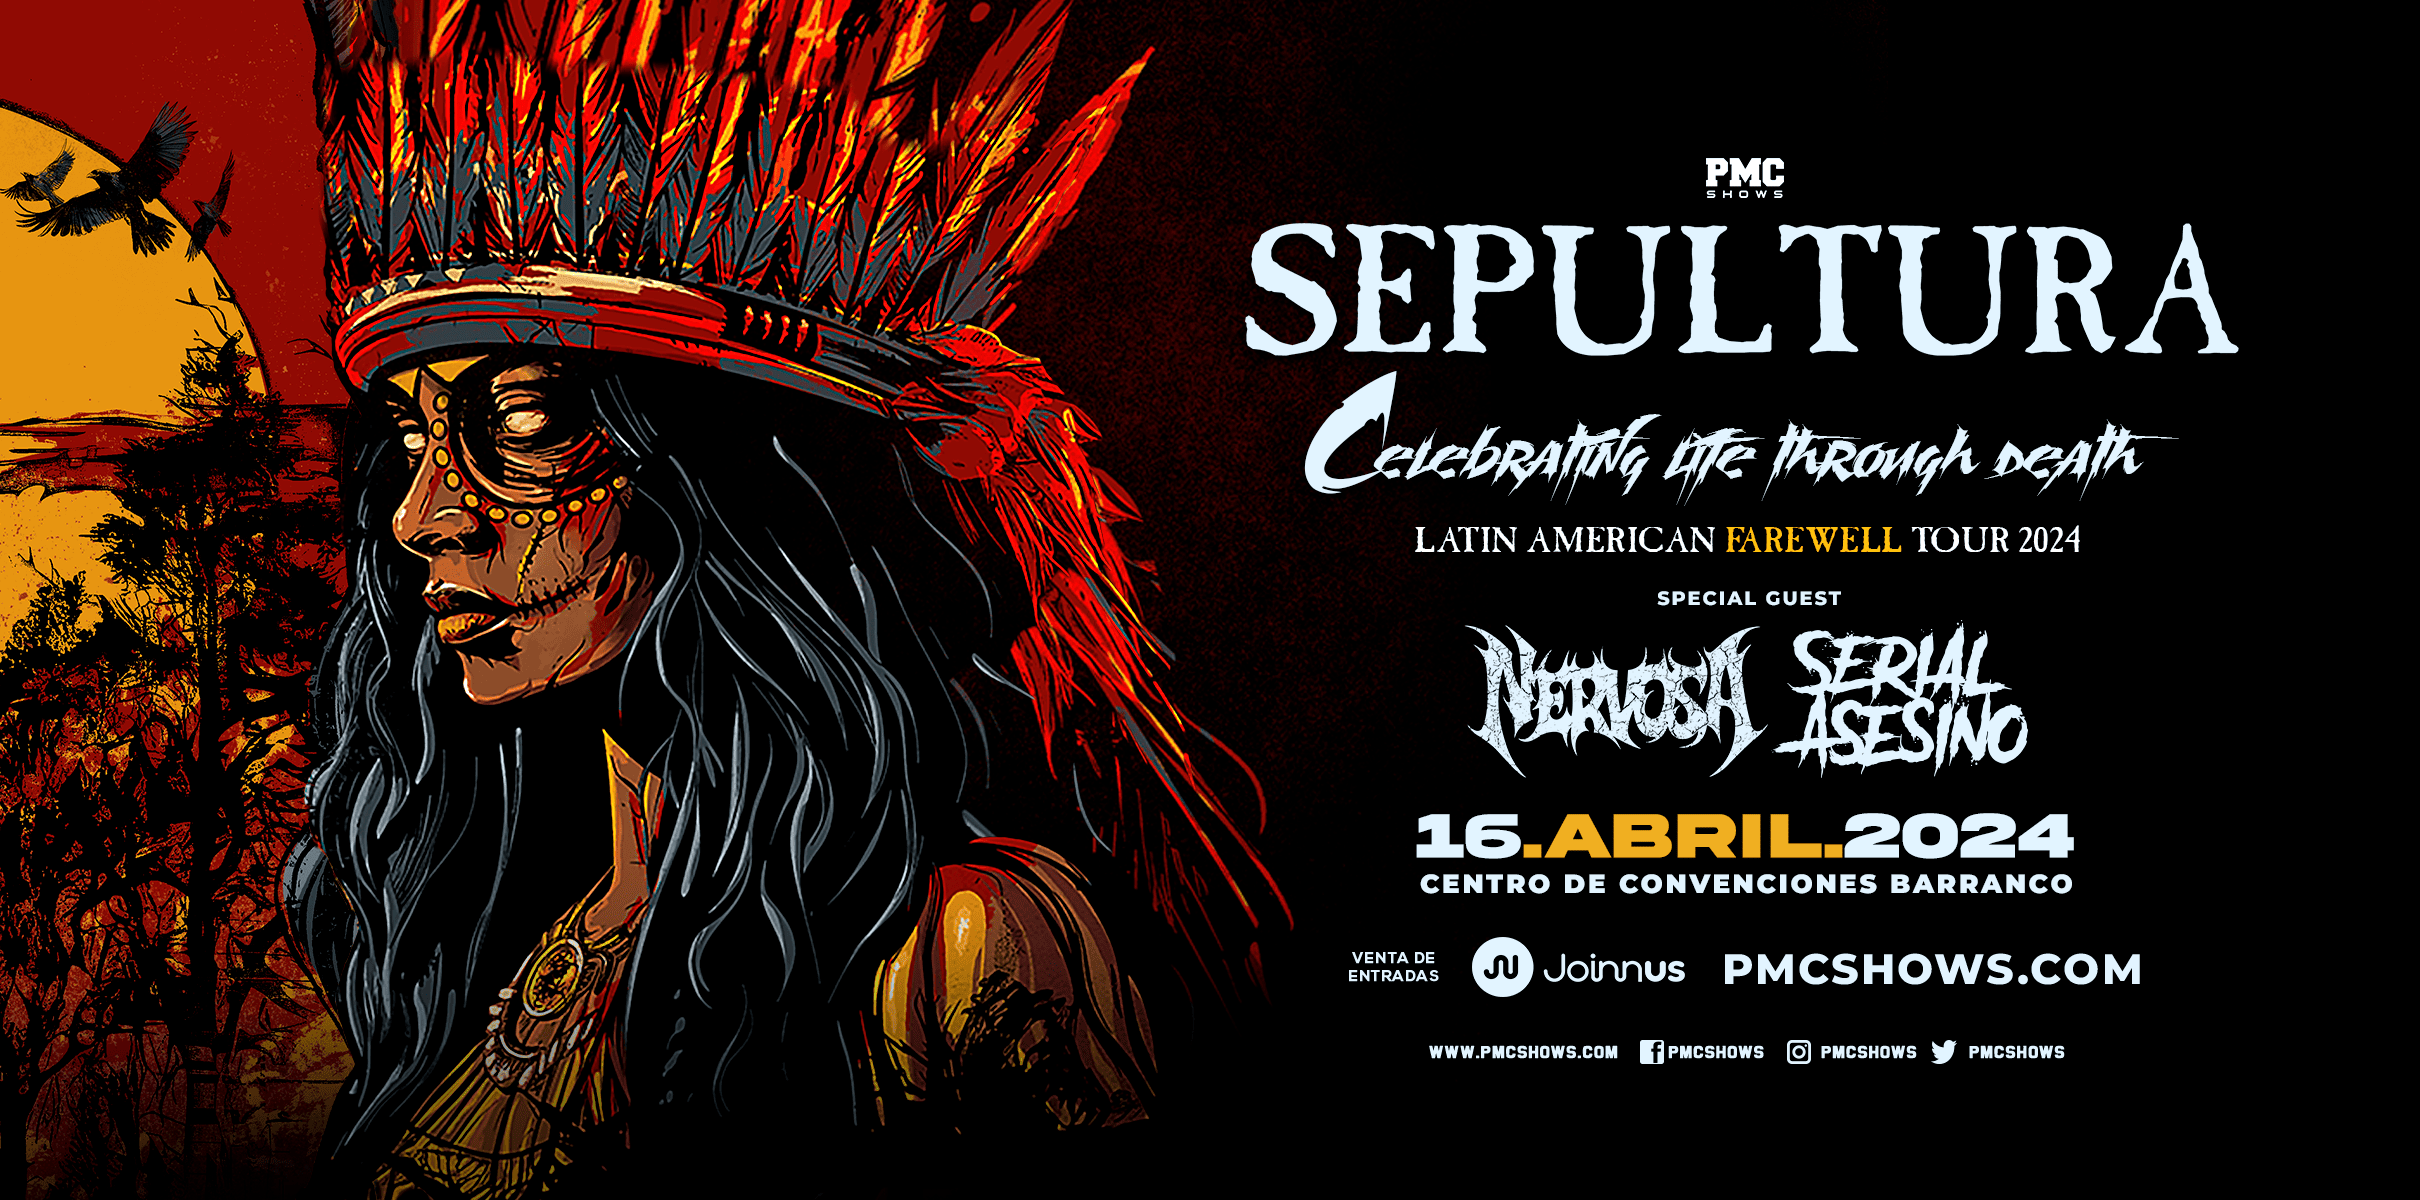 PMC
SHOWS
SEPULTURA
Celebrating life through death
LATIN AMERICAN FAREWELL TOUR 2024
SPECIAL GUEST
NERVOSA
SERIAL
ASESINO
16.ABRIL.2024
CENTRO DE CONVENCIONES BARRANCO
VENTA DE
ENTRADAS
Joinnus
PMCSHOWS.COM
WWW.PMCSHOWS.COM PMCSHOWS PMCSHOWS PMCSHOWS